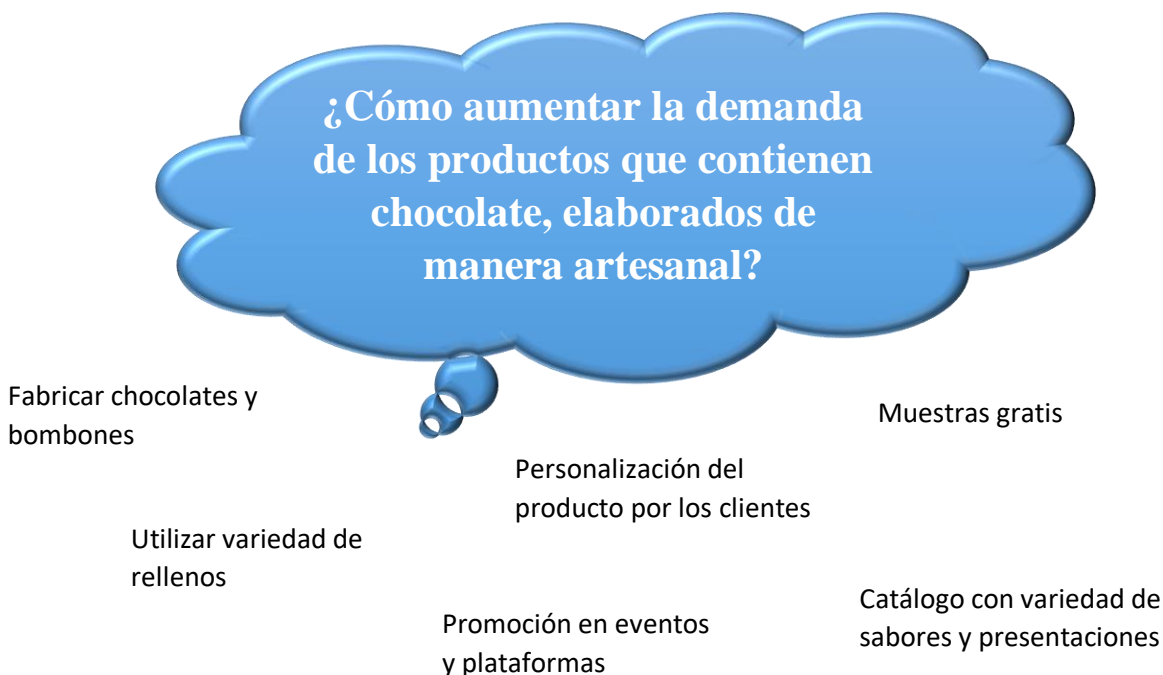 ¿Cómo aumentar la demanda
de los productos que contienen
chocolate, elaborados de
manera artesanal?
Fabricar chocolates y
bombones
Muestras gratis
Personalización del
producto por los clientes
Utilizar variedad de
rellenos
Catálogo con variedad de
sabores y presentaciones
Promoción en eventos
y plataformas